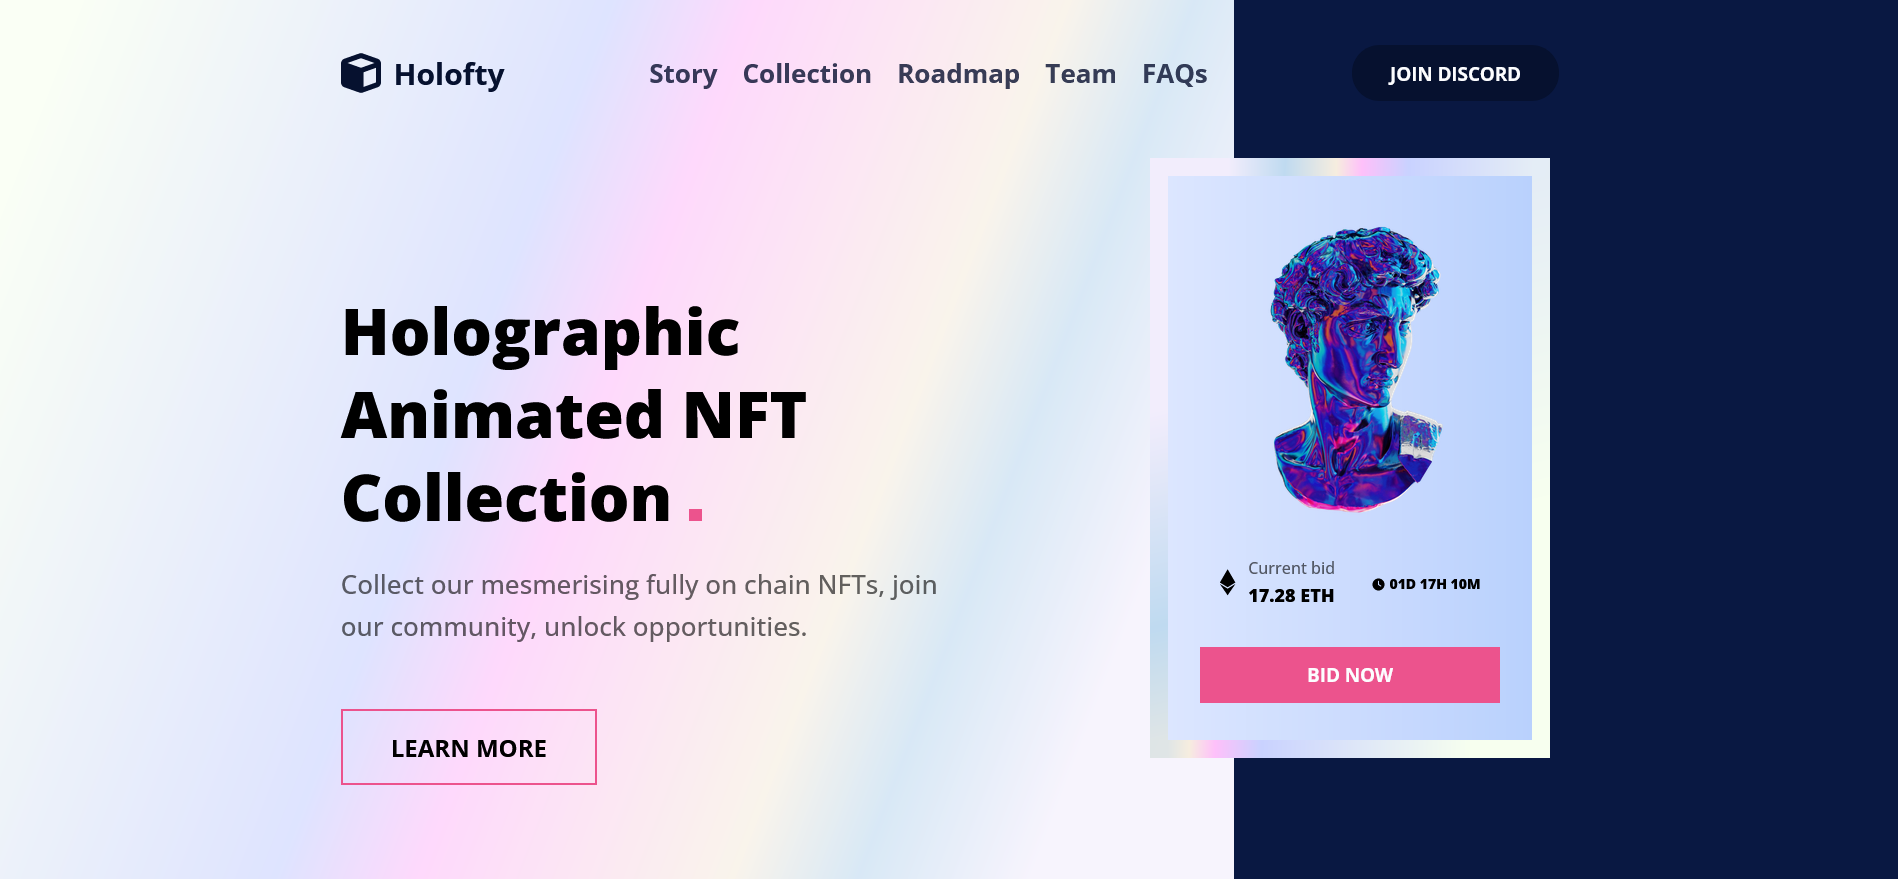 Holofty
Story Collection Roadmap Team FAQs
JOIN DISCORD
Holographic
Animated NFT
Collection .
Collect our mesmerising fully on chain NFTs, join
our community, unlock opportunities.
LEARN MORE
Current bid
17.28 ETH
01D 17H 10M
BID NOW